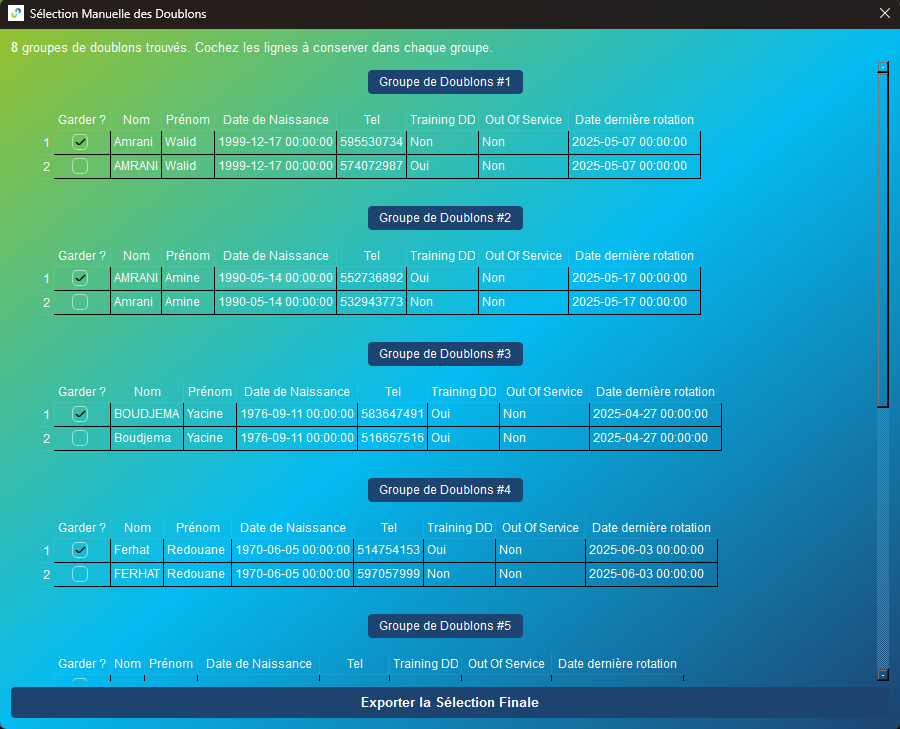 Sélection Manuelle des Doublons
8 groupes de doublons trouvés. Cochez les lignes à conserver dans chaque groupe.
Groupe de Doublons #1
Garder ? Nom Prénom Date de Naissance Tel Training DD Out Of Service Date dernière rotation
1 Amrani Walid 1999-12-17 00:00:00 595530734 Non Non 2025-05-07 00:00:00
2 AMRANI Walid 1999-12-17 00:00:00 574072987 Oui Non 2025-05-07 00:00:00
Groupe de Doublons #2
Garder ? Nom Prénom Date de Naissance Tel Training DD Out Of Service Date dernière rotation
1 AMRANI Amine 1990-05-14 00:00:00 552736892 Oui Non 2025-05-17 00:00:00
2 Amrani Amine 1990-05-14 00:00:00 532943773 Non Non 2025-05-17 00:00:00
Groupe de Doublons #3
Garder ? Nom Prénom Date de Naissance Tel Training DD Out Of Service Date dernière rotation
1 BOUDJEMA Yacine 1976-09-11 00:00:00 583647491 Oui Non 2025-04-27 00:00:00
2 Boudjema Yacine 1976-09-11 00:00:00 516657516 Oui Non 2025-04-27 00:00:00
Groupe de Doublons #4
Garder ? Nom Prénom Date de Naissance Tel Training DD Out Of Service Date dernière rotation
1 Ferhat Redouane 1970-06-05 00:00:00 514754153 Oui Non 2025-06-03 00:00:00
2 FERHAT Redouane 1970-06-05 00:00:00 597057999 Non Non 2025-06-03 00:00:00
Groupe de Doublons #5
Garder ? Nom Prénom Date de Naissance Tel Training DD Out Of Service Date dernière rotation
Exporter la Sélection Finale